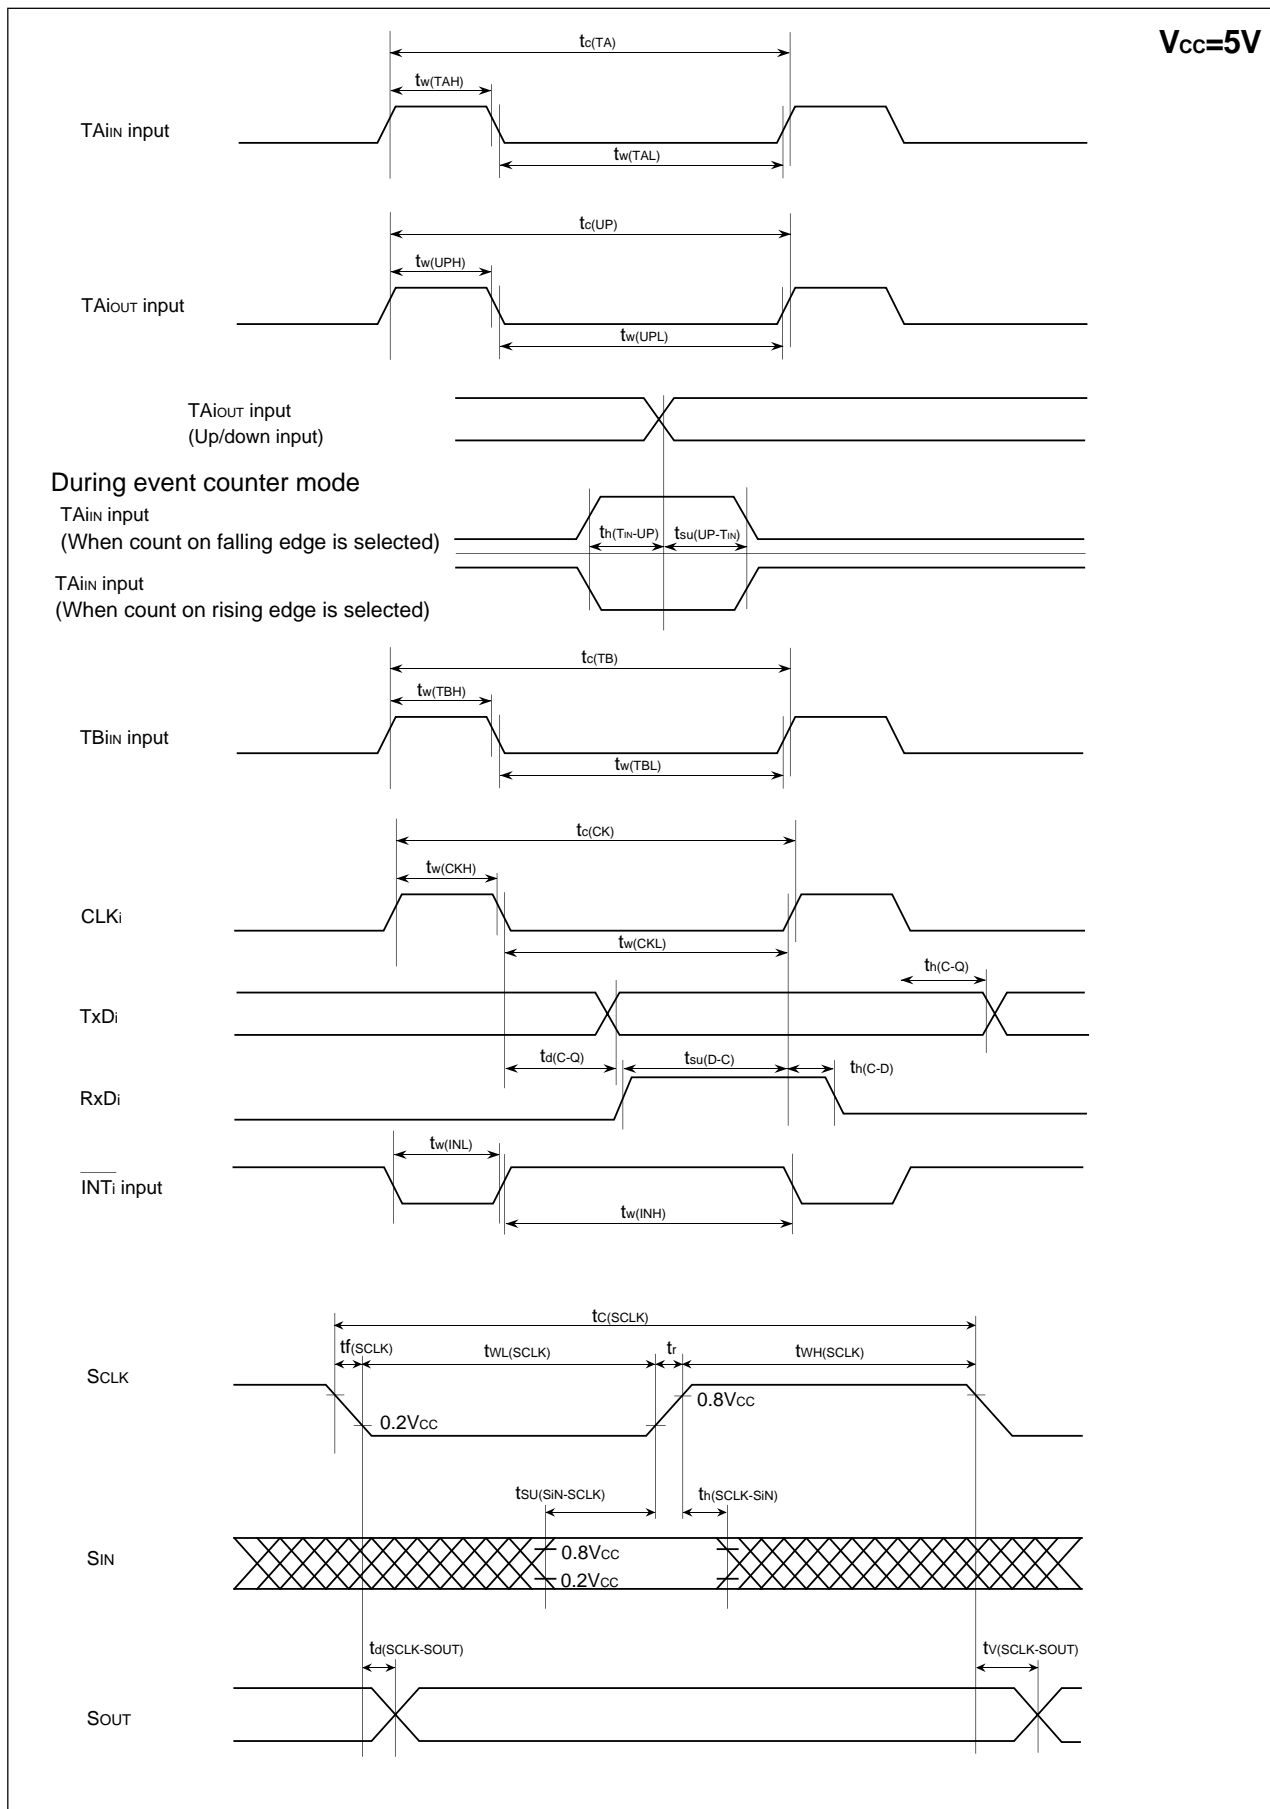 VCC=5V
tc(TA)
tw(TAH)
TAiIN input
tw(TAL)
tc(UP)
tw(UPH)
TAiOUT input
tw(UPL)
TAiOUT input
(Up/down input)
During event counter mode
TAiIN input
(When count on falling edge is selected)
th(TIN-UP) tsu(UP-TIN)
TAiIN input
(When count on rising edge is selected)
tc(TB)
tw(TBH)
TBiIN input
tw(TBL)
tc(CK)
tw(CKH)
CLKi
tw(CKL)
th(C-Q)
TxDi
td(C-Q) tsu(D-C) th(C-D)
RxDi
tw(INL)
INTi input
tw(INH)
tC(SCLK)
tf(SCLK) tWL(SCLK) tr tWH(SCLK)
SCLK
0.8VCC
0.2VCC
tSU(SiN-SCLK) th(SCLK-SiN)
SIN
0.8VCC
0.2VCC
td(SCLK-SOUT) tV(SCLK-SOUT)
SOUT